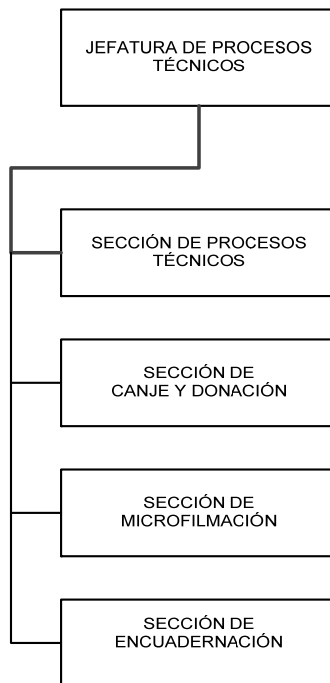 JEFATURA DE PROCESOS
TÉCNICOS
SECCIÓN DE PROCESOS
TÉCNICOS
SECCIÓN DE
CANJE Y DONACIÓN
SECCIÓN DE
MICROFILMACIÓN
SECCIÓN DE
ENCUADERNACIÓN